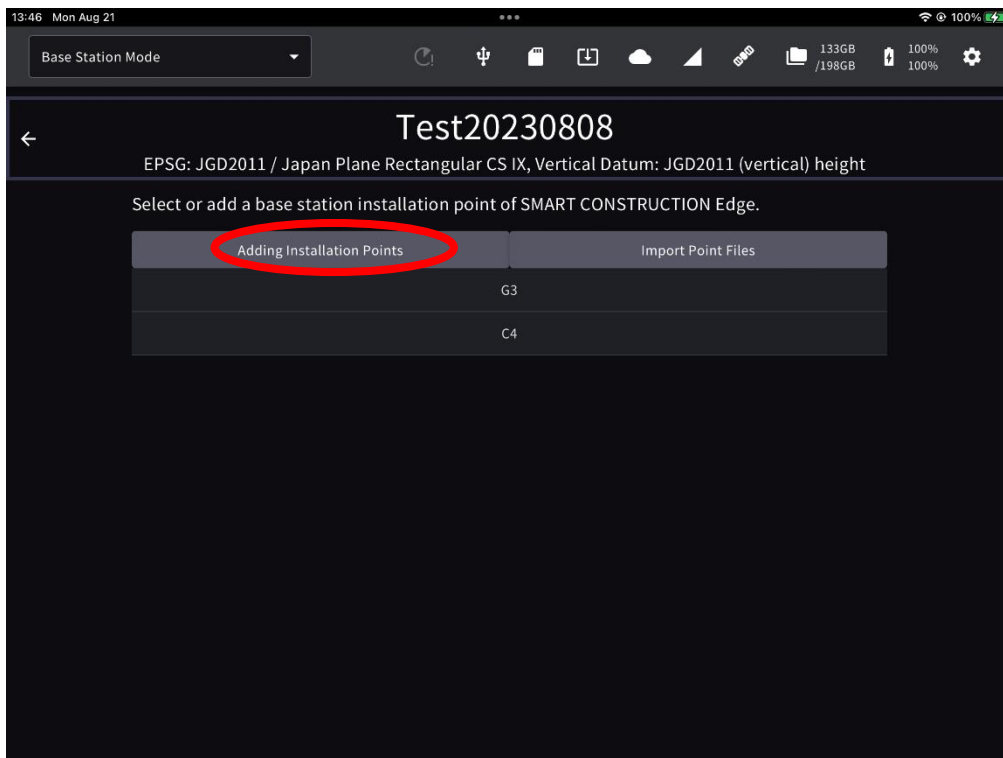 13:46 Mon Aug 21
100%
Base Station Mode
133GB
/198GB
100%
100%
Test20230808
EPSG: JGD2011 / Japan Plane Rectangular CS IX, Vertical Datum: JGD2011 (vertical) height
Select or add a base station installation point of SMART CONSTRUCTION Edge.
Adding Installation Points
Import Point Files
G3
C4